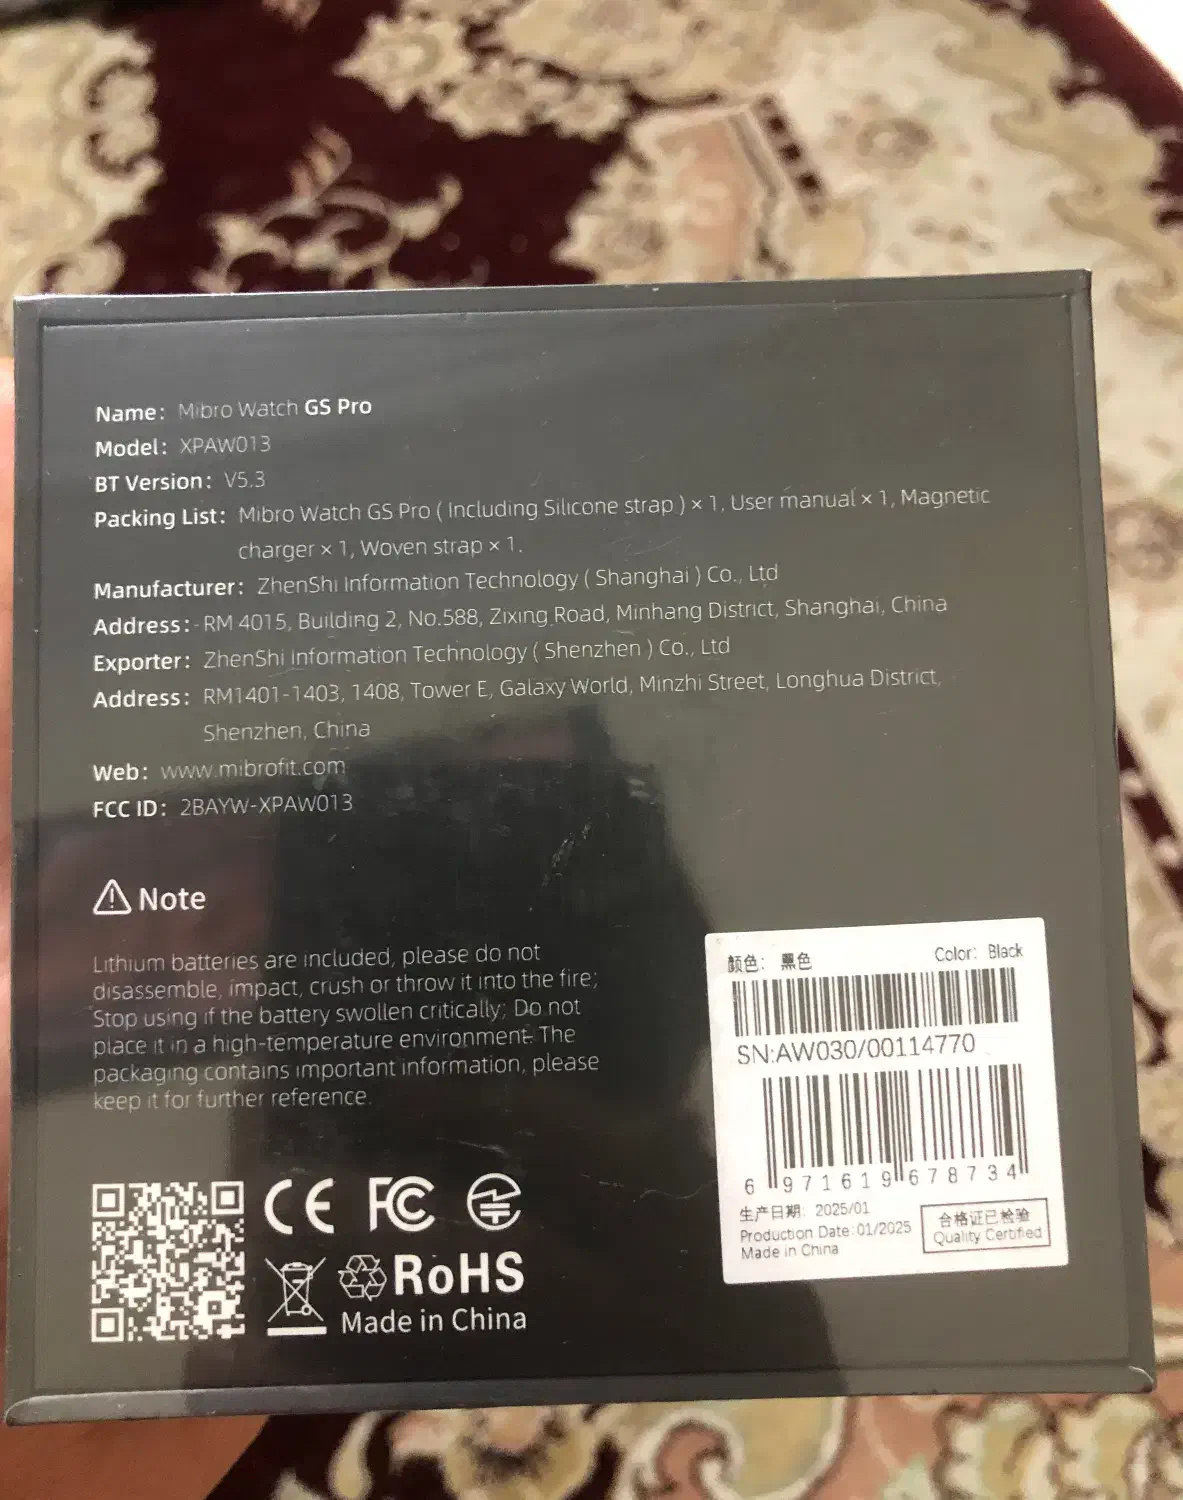 Name: Mibro Watch GS Pro
Model: XPAW013
BT Version: V5.3
Packing List: Mibro Watch GS Pro ( Including Silicone strap ) × 1, User manual × 1, Magnetic
charger × 1, Woven strap × 1.
Manufacturer: ZhenShi Information Technology ( Shanghai ) Co., Ltd
Address: RM 4015, Building 2, No.588, Zixing Road, Minhang District, Shanghai, China
Exporter: ZhenShi Information Technology ( Shenzhen ) Co., Ltd
Address: RM1401-1403, 1408, Tower E, Galaxy World, Minzhi Street, Longhua District,
Shenzhen, China
Web: www.mibrofit.com
FCC ID: 2BAYW-XPAW013
Note
Lithium batteries are included, please do not
disassemble, impact, crush or throw it into the fire;
Stop using if the battery swollen critically; Do not
place it in a high-temperature environment. The
packaging contains important information, please
keep it for further reference.
CE FC
RoHS
Made in China
颜色: 黑色 Color: Black
SN:AW030/00114770
6 971619 678734
生产日期: 2025/01
Production Date:01/2025
Made in China
合格证已检验
Quality Certified